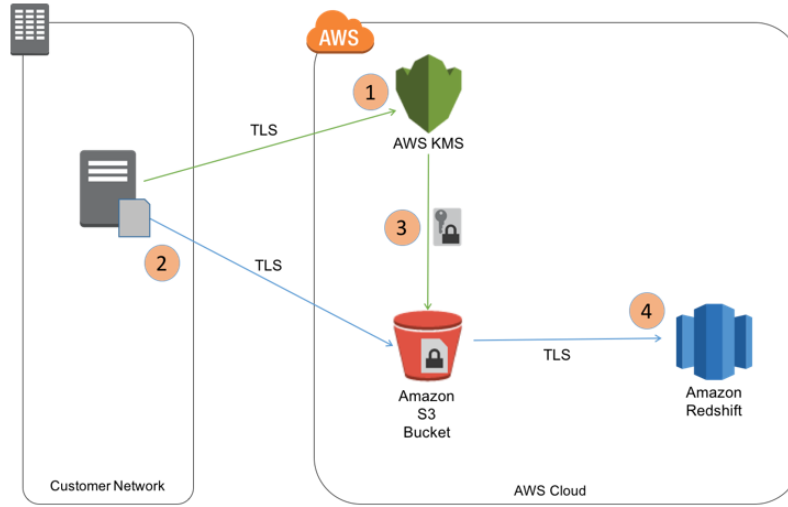 AWS
1
TLS
AWS KMS
3
2
TLS
4
TLS
Amazon
S3
Bucket
Amazon
Redshift
Customer Network
AWS Cloud